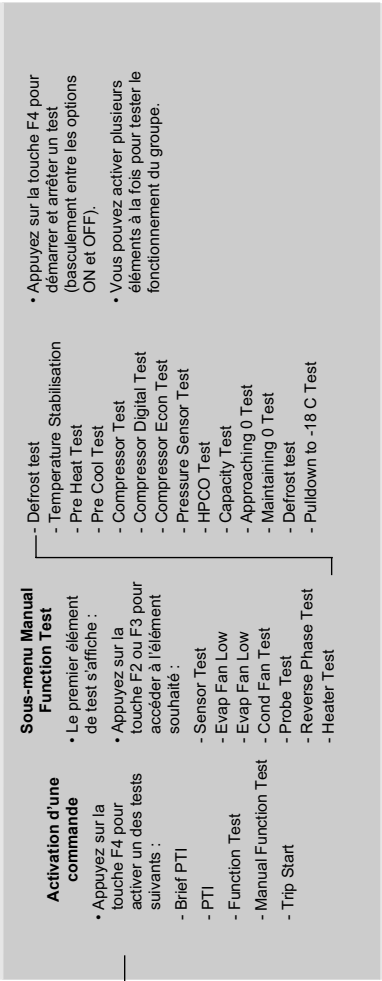 Activation d'une
commande
• Appuyez sur la
touche F4 pour
activer un des tests
suivants :
- Brief PTI
- PTI
- Function Test
- Manual Function Test
- Trip Start
Sous-menu Manual
Function Test
• Le premier élément
de test s'affiche :
• Appuyez sur la
touche F2 ou F3 pour
accéder à l'élément
souhaité :
- Sensor Test
- Evap Fan Low
- Evap Fan Low
- Cond Fan Test
- Probe Test
- Reverse Phase Test
- Heater Test
- Defrost test
- Temperature Stabilisation
- Pre Heat Test
- Pre Cool Test
- Compressor Test
- Compressor Digital Test
- Compressor Econ Test
- Pressure Sensor Test
- HPCO Test
- Capacity Test
- Approaching 0 Test
- Maintaining 0 Test
- Defrost test
- Pulldown to -18 C Test
• Appuyez sur la touche F4 pour
démarrer et arrêter un test
(basculement entre les options
ON et OFF).
• Vous pouvez activer plusieurs
éléments à la fois pour tester le
fonctionnement du groupe.